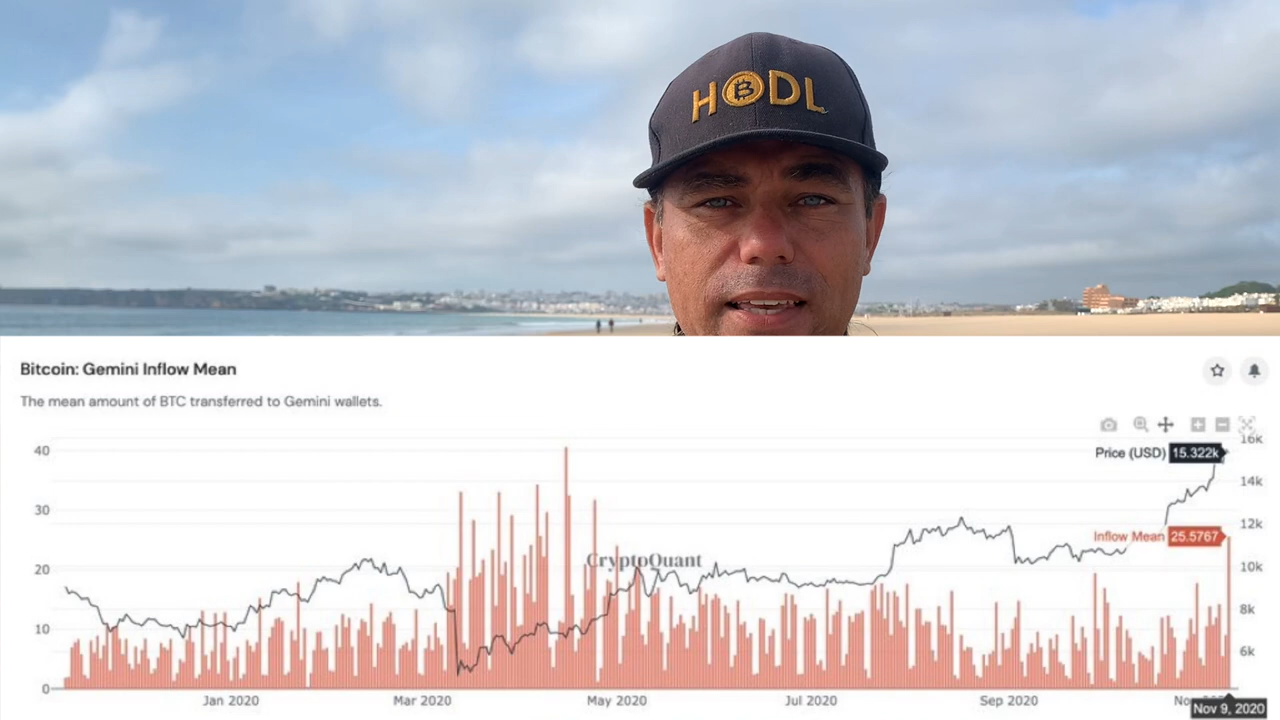 HODL
Bitcoin: Gemini Inflow Mean
The mean amount of BTC transferred to Gemini wallets.
40
30
20
10
0
16k
14k
12k
10k
8k
6k
Price (USD) 15.322k
Inflow Mean 25.5767
CryptoQuant
Jan 2020
Mar 2020
May 2020
Jul 2020
Sep 2020
Nov 9, 2020